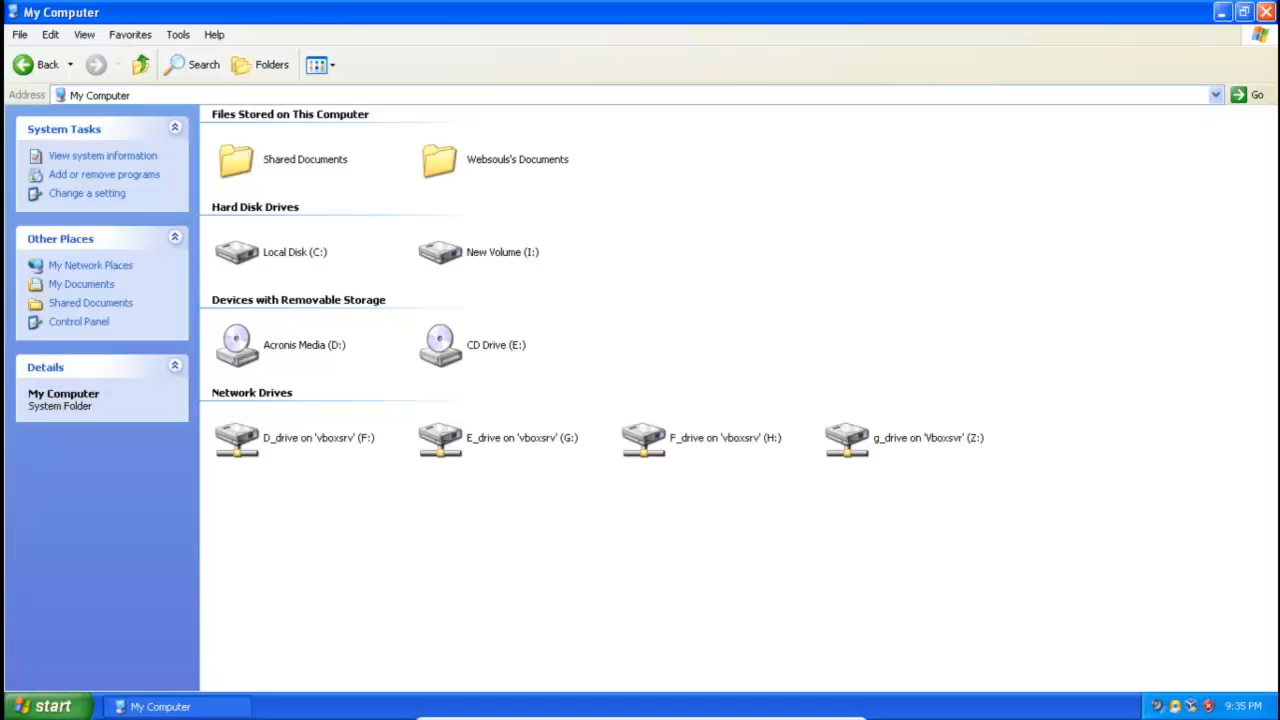 My Computer
File Edit View Favorites Tools Help
Back Search Folders
Address My Computer Go
System Tasks
View system information
Add or remove programs
Change a setting
Other Places
My Network Places
My Documents
Shared Documents
Control Panel
Details
My Computer
System Folder
Files Stored on This Computer
Shared Documents Websouls's Documents
Hard Disk Drives
Local Disk (C:) New Volume (I:)
Devices with Removable Storage
Acronis Media (D:) CD Drive (E:)
Network Drives
D_drive on 'vboxsrv' (F:) E_drive on 'vboxsrv' (G:) F_drive on 'vboxsrv' (H:) g_drive on 'Vboxsvr' (Z:)
start My Computer 9:35 PM